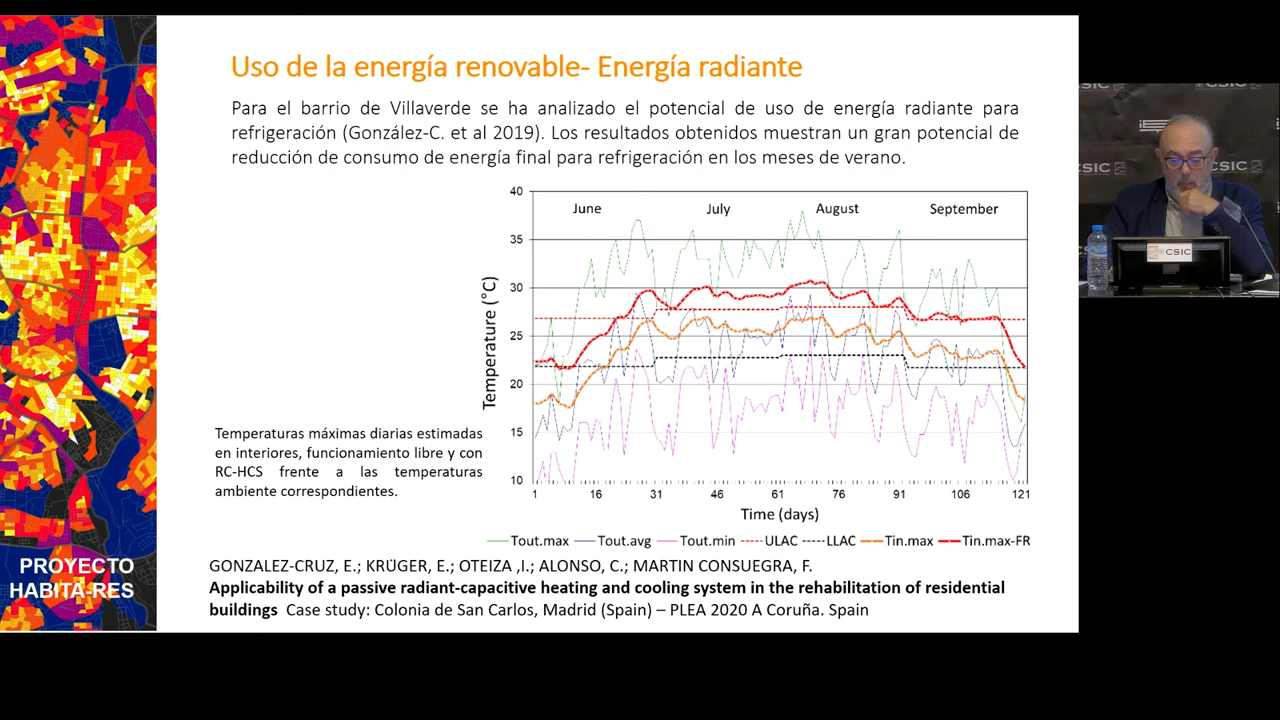 Uso de la energía renovable- Energía radiante
Para el barrio de Villaverde se ha analizado el potencial de uso de energía radiante para
refrigeración (González-C. et al 2019). Los resultados obtenidos muestran un gran potencial de
reducción de consumo de energía final para refrigeración en los meses de verano.
Temperature (°C)
40
35
30
25
20
15
10
June July August September
1 16 31 46 61 76 91 106 121
Time (days)
Tout.max Tout.avg Tout.min ULAC LLAC Tin.max Tin.max-FR
Temperaturas máximas diarias estimadas
en interiores, funcionamiento libre y con
RC-HCS frente a las temperaturas
ambiente correspondientes.
GONZALEZ-CRUZ, E.; KRÜGER, E.; OTEIZA ,I.; ALONSO, C.; MARTIN CONSUEGRA, F.
Applicability of a passive radiant-capacitive heating and cooling system in the rehabilitation of residential
buildings Case study: Colonia de San Carlos, Madrid (Spain) – PLEA 2020 A Coruña. Spain
PROYECTO
HABITA-RES
CSIC
CSIC
CSIC